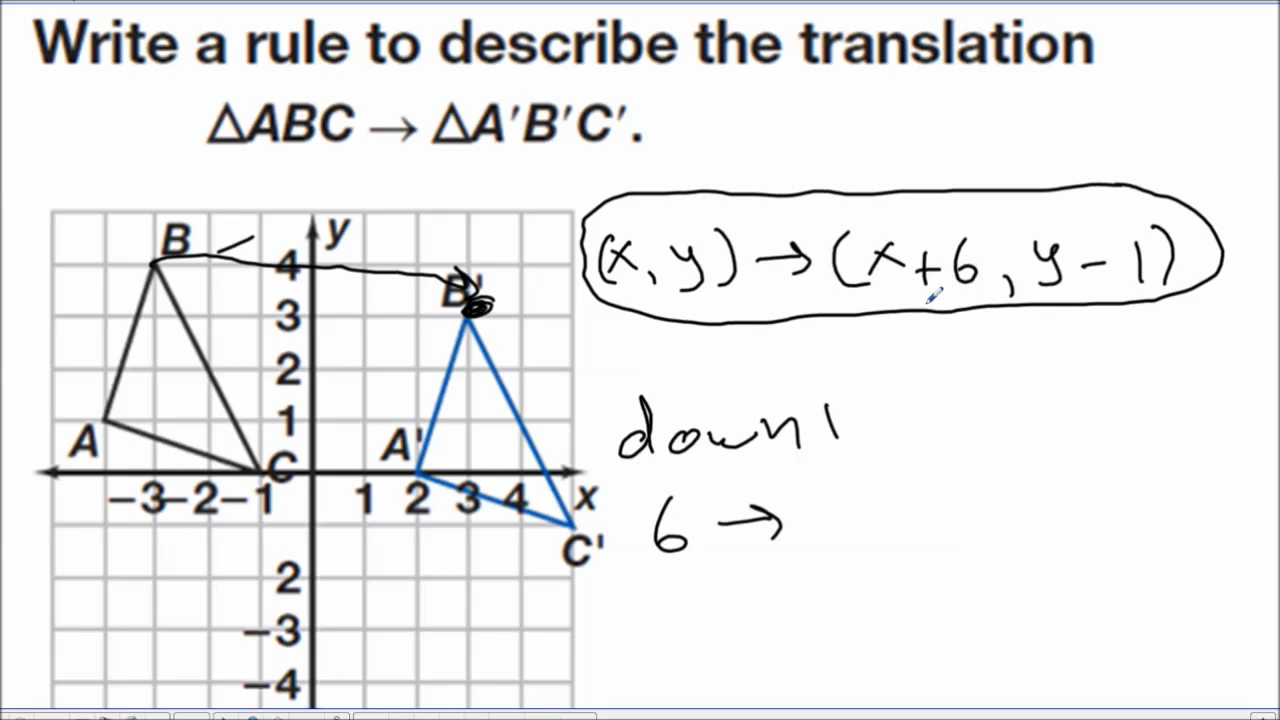 Write a rule to describe the translation
△ABC → △A'B'C'.
(x, y) → (x+6, y-1)
B
y
4
B'
3
2
1
A
A'
C
-3 -2 -1 1 2 3 4 x
C'
2
-3
-4
down 1
6 →